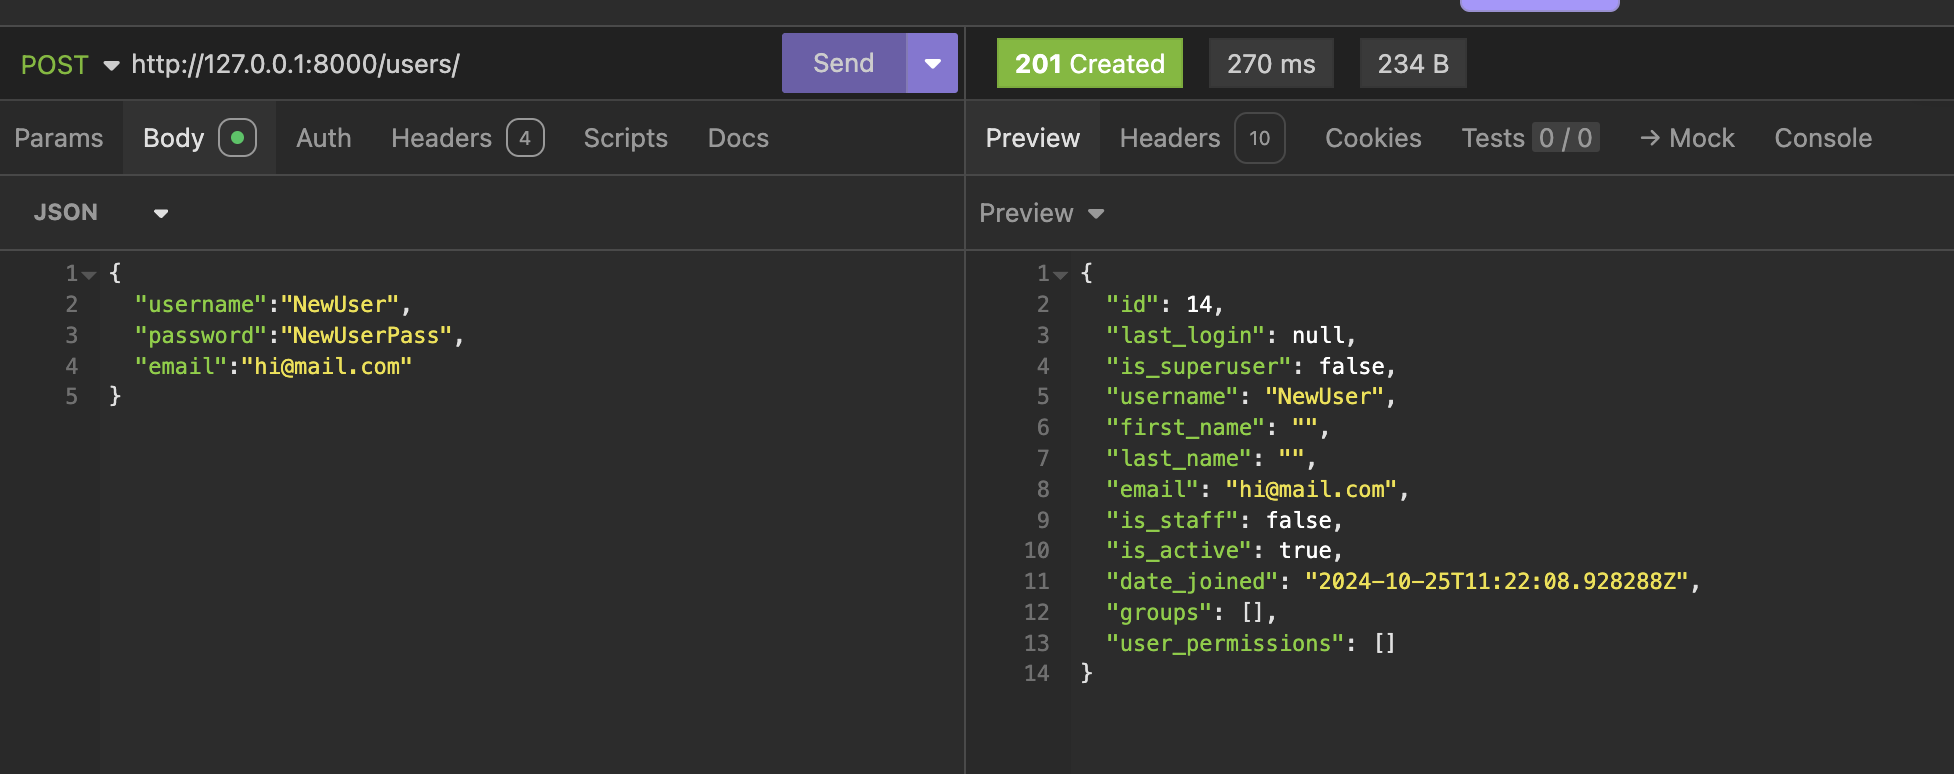 POST http://127.0.0.1:8000/users/ Send
201 Created 270 ms 234 B
Params Body Auth Headers 4 Scripts Docs
Preview Headers 10 Cookies Tests 0 / 0 → Mock Console
JSON
Preview
1 {
2 "username":"NewUser",
3 "password":"NewUserPass",
4 "email":"hi@mail.com"
5 }
1 {
2 "id": 14,
3 "last_login": null,
4 "is_superuser": false,
5 "username": "NewUser",
6 "first_name": "",
7 "last_name": "",
8 "email": "hi@mail.com",
9 "is_staff": false,
10 "is_active": true,
11 "date_joined": "2024-10-25T11:22:08.928288Z",
12 "groups": [],
13 "user_permissions": []
14 }